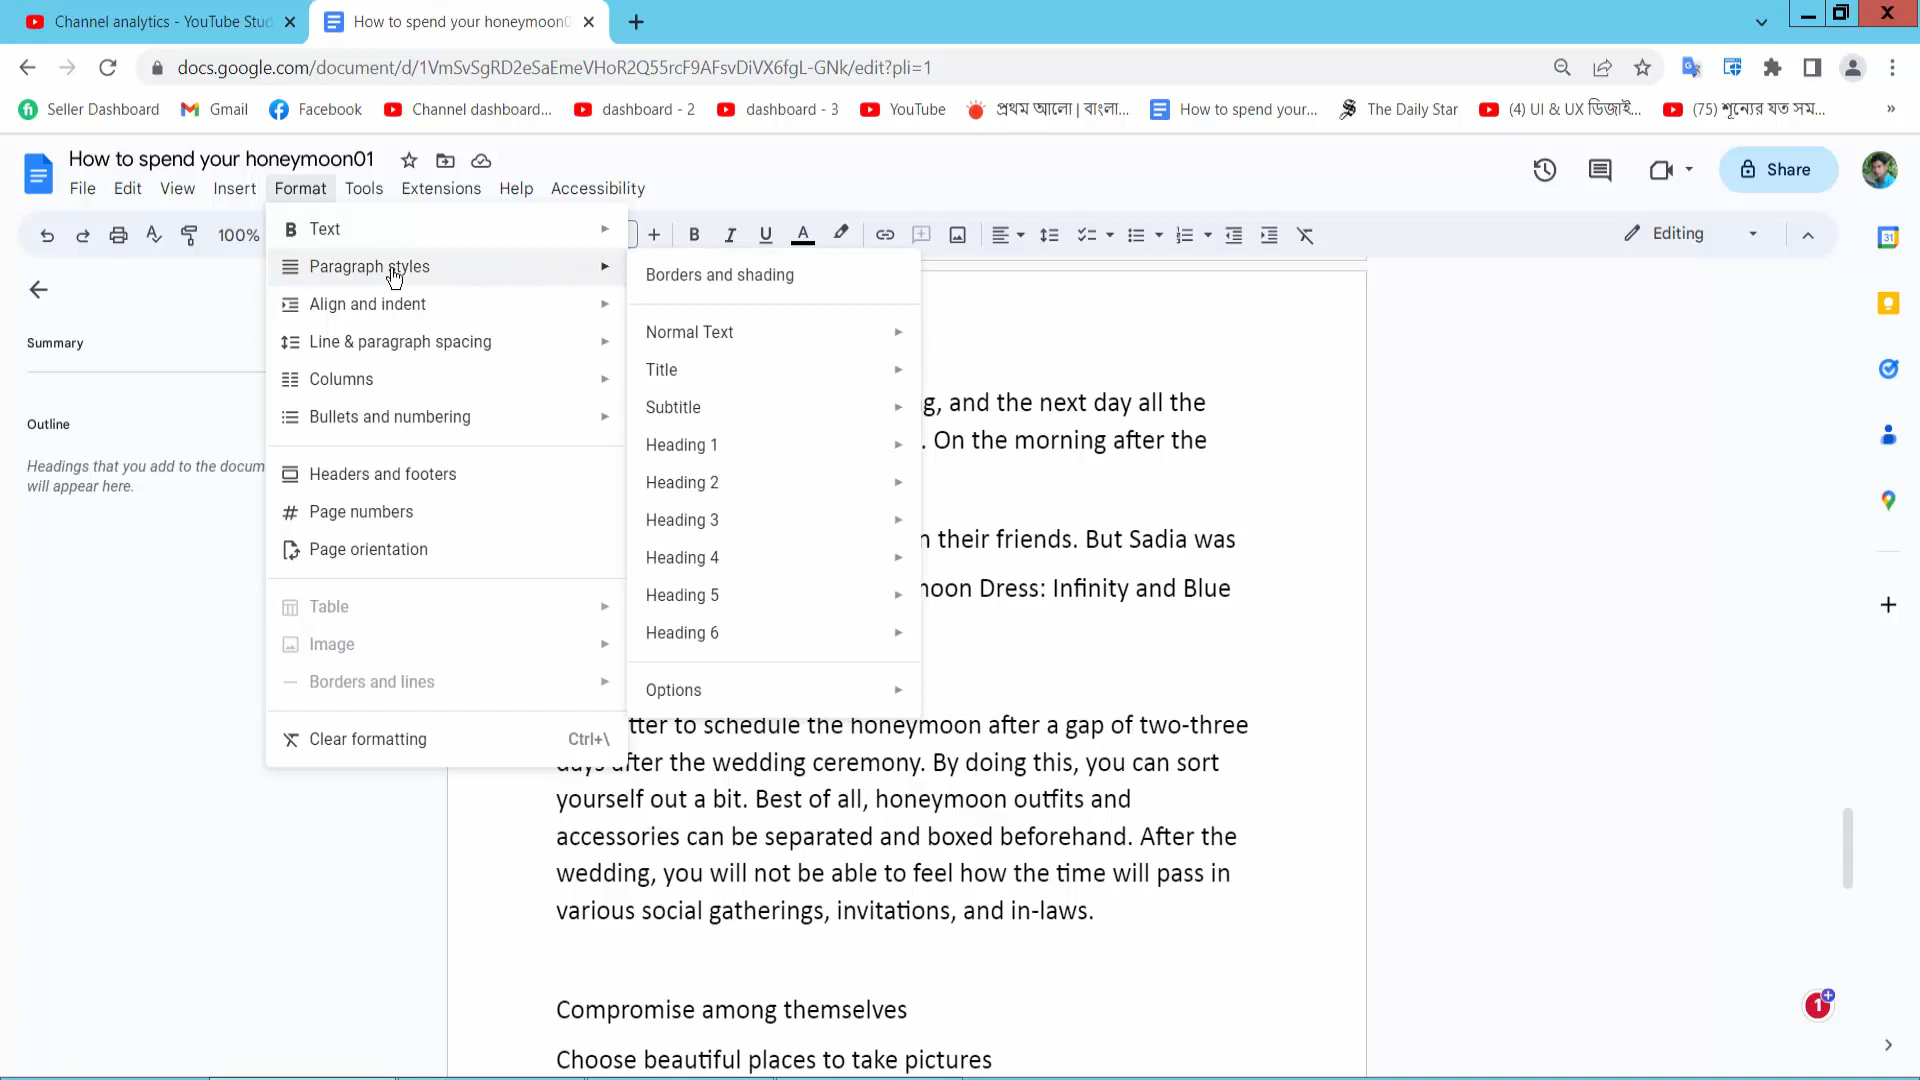 Channel analytics - YouTube Stud
How to spend your honeymoon0
docs.google.com/document/d/1VmSvSgRD2eSaEmeVHoR2Q55rcF9AFsvDiVX6fgL-GNk/edit?pli=1
Seller Dashboard
Gmail
Facebook
Channel dashboard...
dashboard - 2
dashboard - 3
YouTube
প্রথম আলো | বাংলা...
How to spend your...
The Daily Star
(4) UI & UX ডিজাই...
(75) শূন্যের যত সম...
How to spend your honeymoon01
File Edit View Insert Format Tools Extensions Help Accessibility
Share
100%
Editing
Text
Paragraph styles
Align and indent
Line & paragraph spacing
Columns
Bullets and numbering
Headers and footers
Page numbers
Page orientation
Table
Image
Borders and lines
Clear formatting Ctrl+\
Borders and shading
Normal Text
Title
Subtitle
Heading 1
Heading 2
Heading 3
Heading 4
Heading 5
Heading 6
Options
Summary
Outline
Headings that you add to the docum
will appear here.
g, and the next day all the
. On the morning after the
n their friends. But Sadia was
noon Dress: Infinity and Blue
tter to schedule the honeymoon after a gap of two-three
days after the wedding ceremony. By doing this, you can sort
yourself out a bit. Best of all, honeymoon outfits and
accessories can be separated and boxed beforehand. After the
wedding, you will not be able to feel how the time will pass in
various social gatherings, invitations, and in-laws.
Compromise among themselves
Choose beautiful places to take pictures
31
1